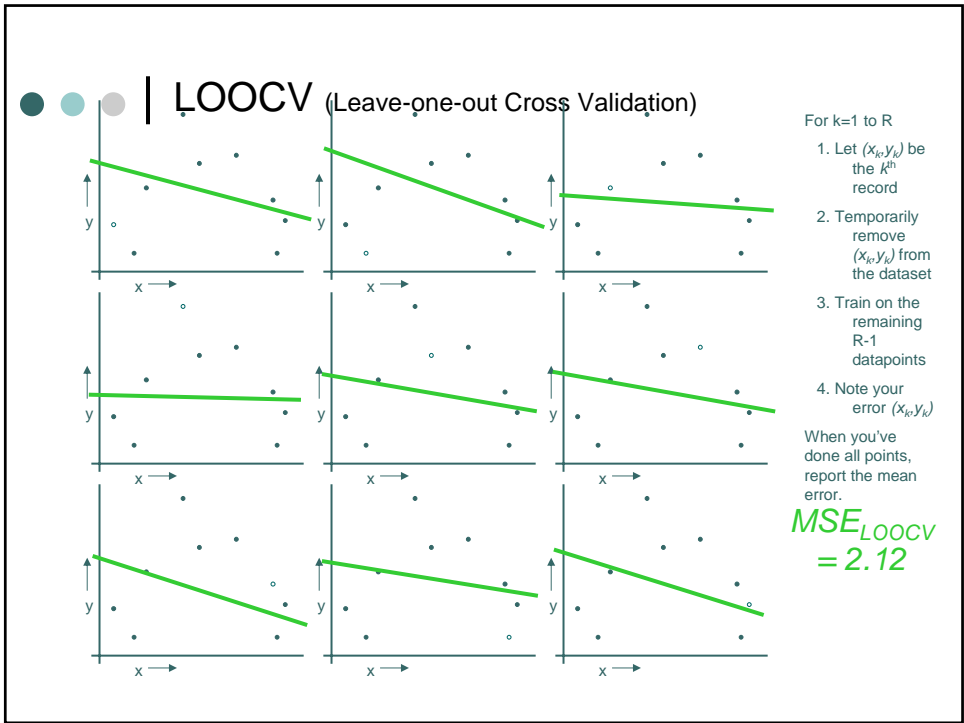 LOOCV (Leave-one-out Cross Validation)
y
x
y
x
y
x
y
x
y
x
y
x
y
x
y
x
y
x
For k=1 to R
1. Let (xk,yk) be
the kth
record
2. Temporarily
remove
(xk,yk) from
the dataset
3. Train on the
remaining
R-1
datapoints
4. Note your
error (xk,yk)
When you've
done all points,
report the mean
error.
MSELOOCV
= 2.12